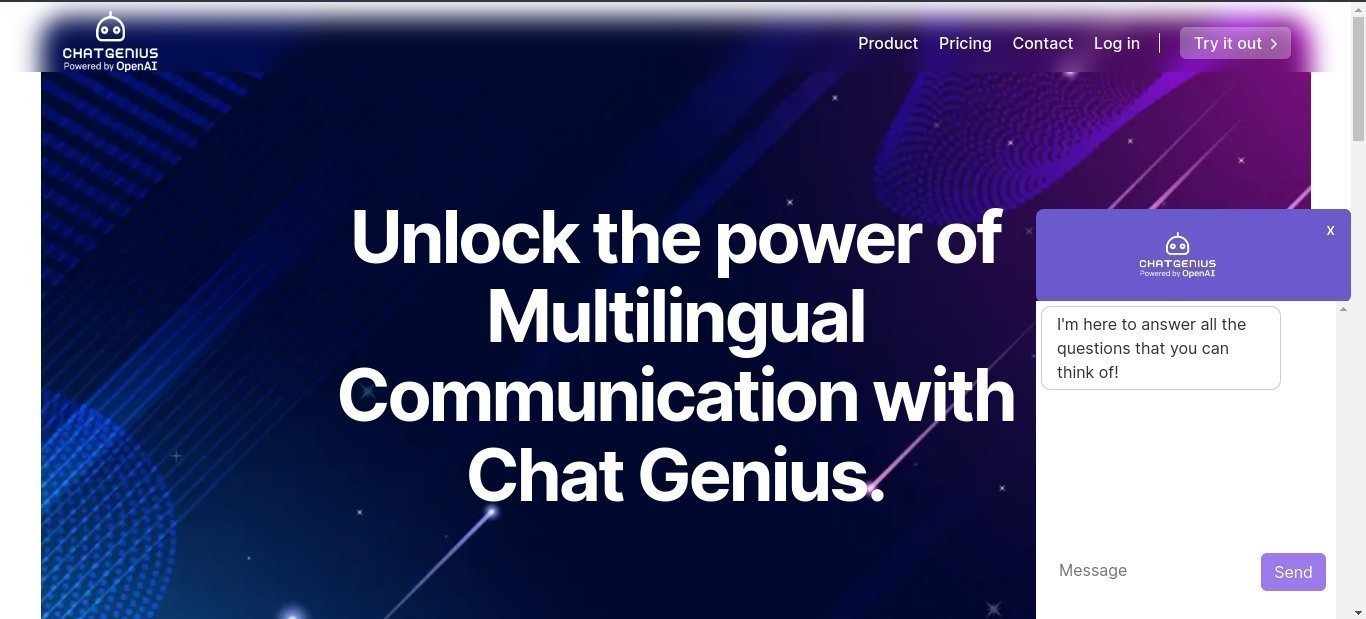 CHATGENIUS
Powered by OpenAI
Product Pricing Contact Log in Try it out
Unlock the power of
Multilingual
Communication with
Chat Genius.
X
CHATGENIUS
Powered by OpenAI
I'm here to answer all the
questions that you can
think of!
Message
Send